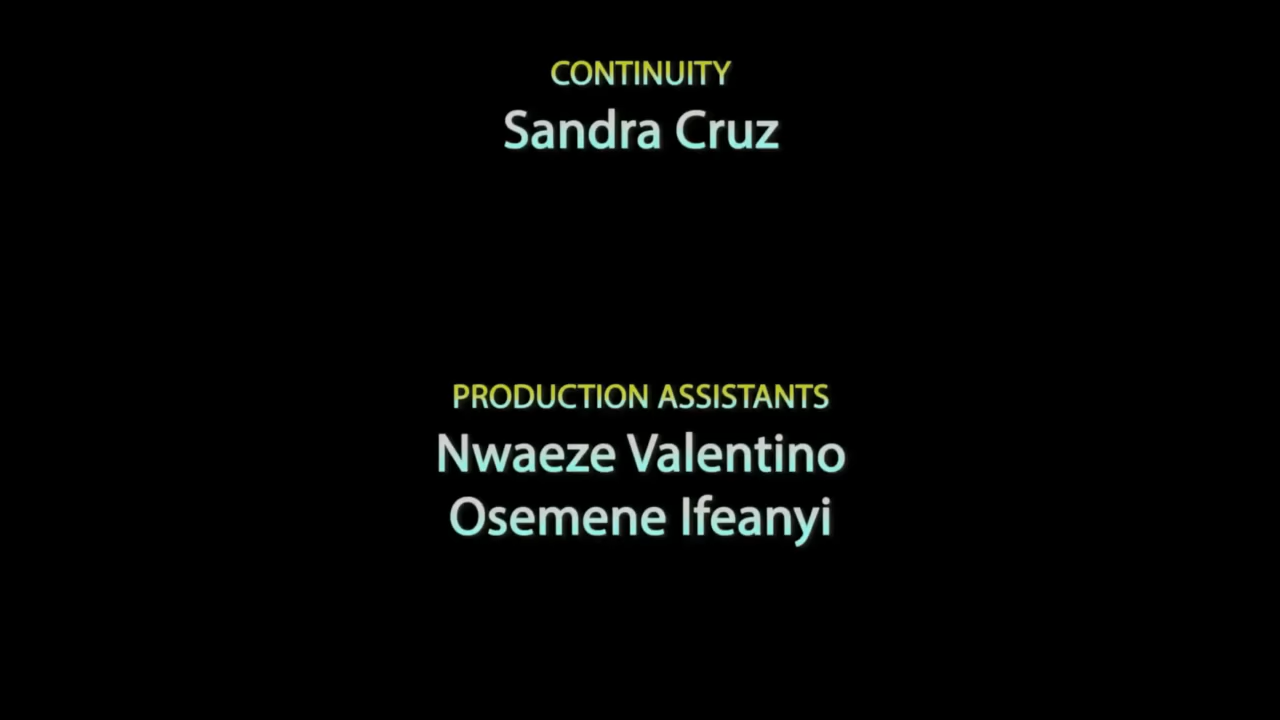 CONTINUITY
Sandra Cruz
PRODUCTION ASSISTANTS
Nwaeze Valentino
Osemene Ifeanyi